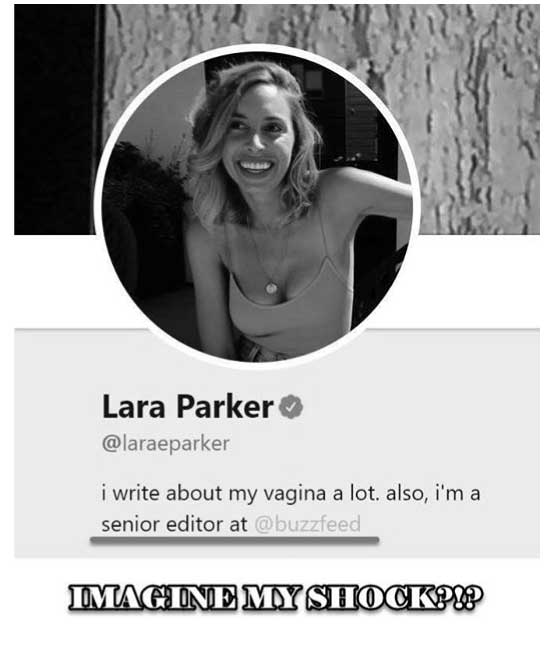 Lara Parker
@laraeparker
i write about my vagina a lot. also, i'm a
senior editor at @buzzfeed
IMAGINE MY SHOCK?!?